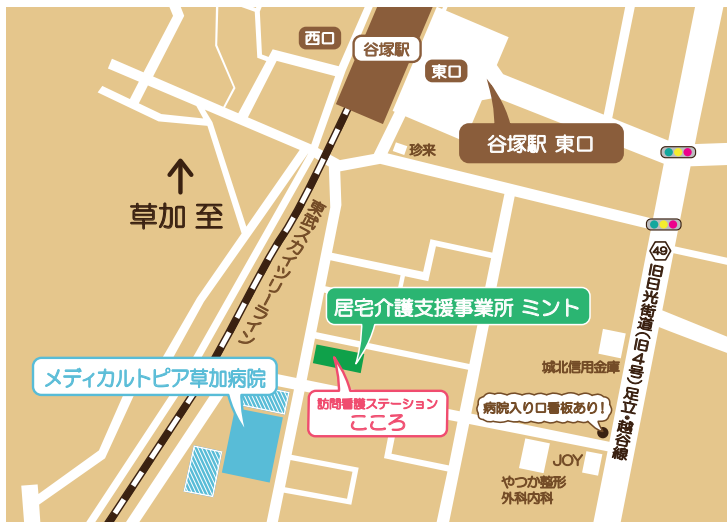 西口
谷塚駅
東口
谷塚駅 東口
珍来
草加 至
東武スカイツリーライン
49
旧日光街道(旧4号)足立・越谷線
居宅介護支援事業所 ミント
城北信用金庫
メディカルトピア草加病院
訪問看護ステーション
こころ
病院入り口看板あり!
JOY
やつか整形
外科内科